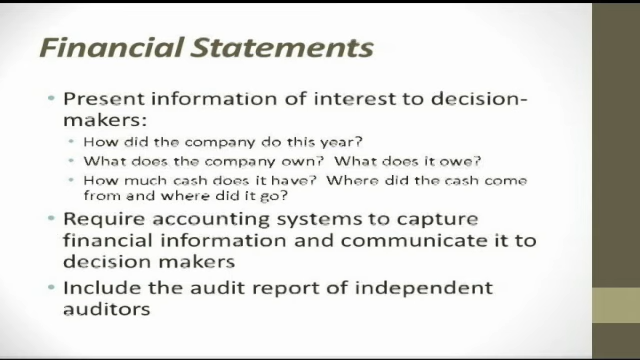 Financial Statements
• Present information of interest to decision-
makers:
• How did the company do this year?
• What does the company own? What does it owe?
• How much cash does it have? Where did the cash come
from and where did it go?
• Require accounting systems to capture
financial information and communicate it to
decision makers
• Include the audit report of independent
auditors